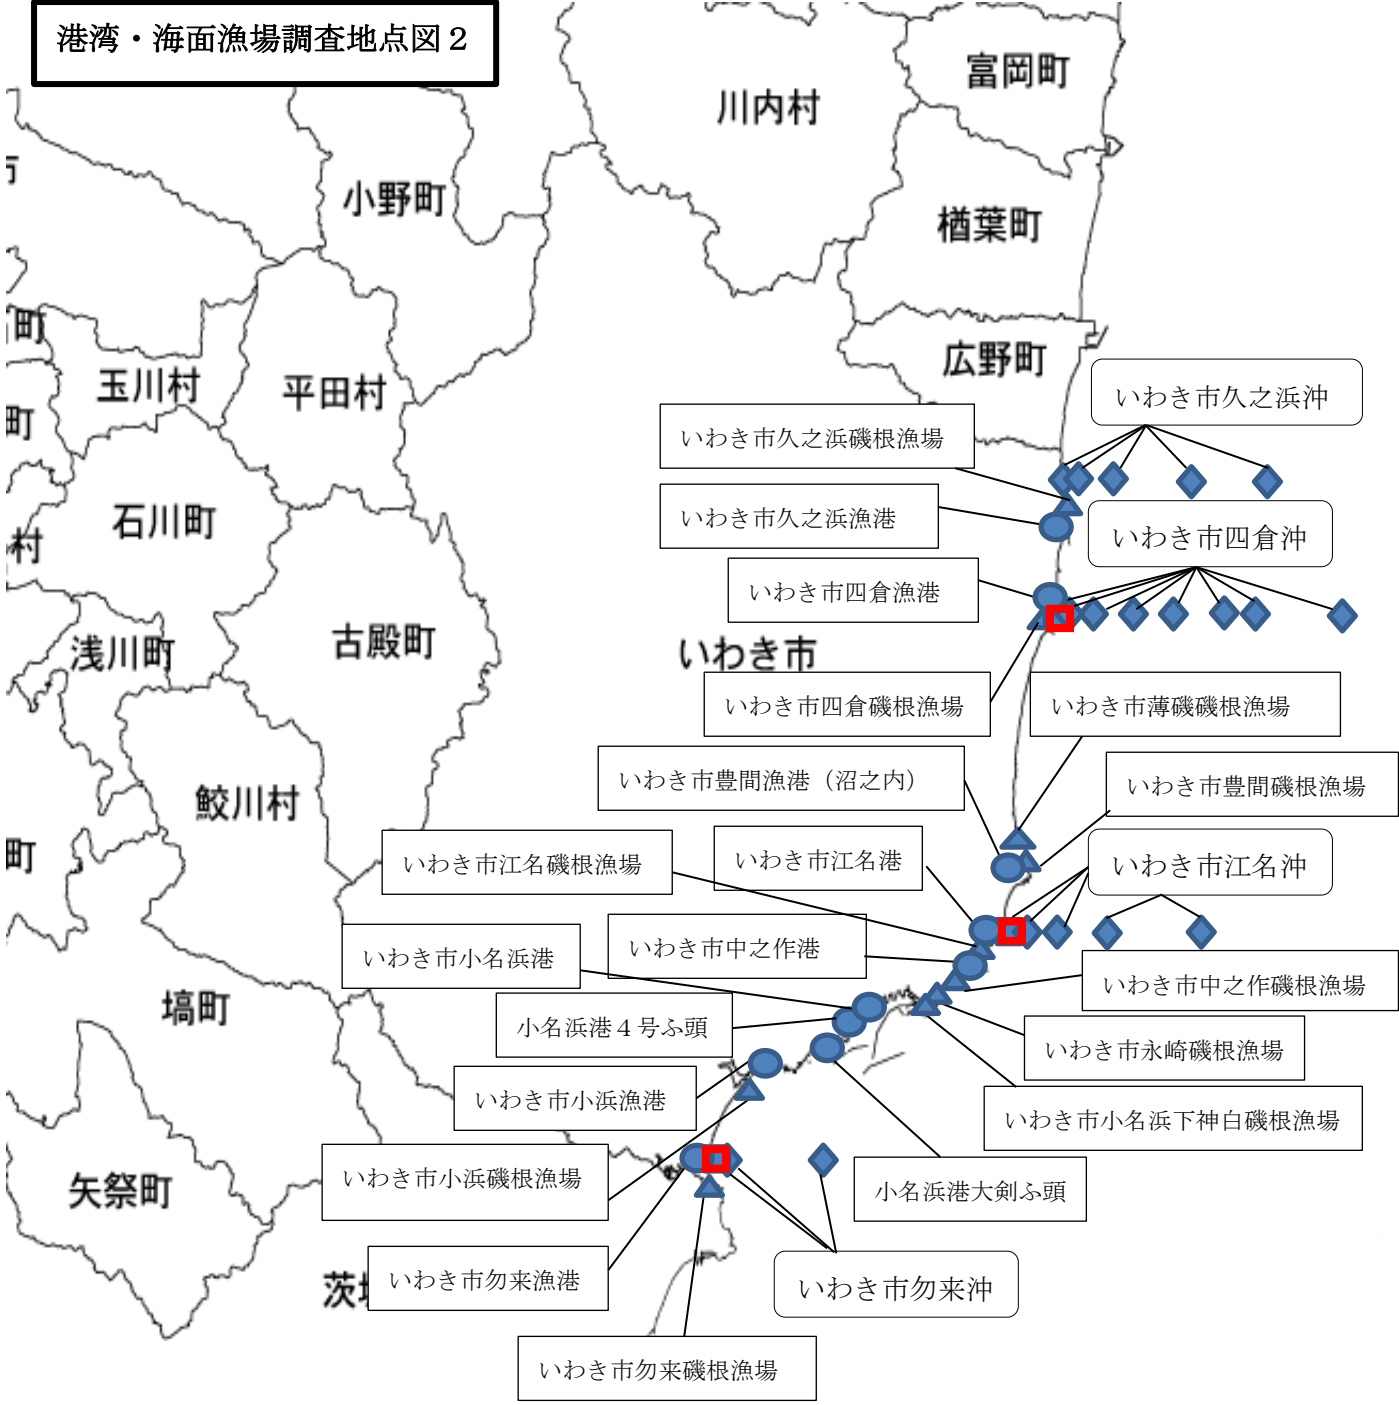 港湾・海面漁場調査地点図２
富岡町
川内村
市
小野町
楢葉町
町
広野町
玉川村
平田村
いわき市久之浜沖
町
いわき市久之浜磯根漁場
石川町
いわき市久之浜漁港
いわき市四倉沖
村
いわき市四倉漁港
浅川町
古殿町
いわき市
いわき市四倉磯根漁場
いわき市薄磯磯根漁場
いわき市豊間漁港（沼之内）
いわき市豊間磯根漁場
鮫川村
町
いわき市江名磯根漁場
いわき市江名港
いわき市江名沖
いわき市小名浜港
いわき市中之作港
いわき市中之作磯根漁場
塙町
小名浜港４号ふ頭
いわき市永崎磯根漁場
いわき市小浜漁港
いわき市小名浜下神白磯根漁場
いわき市小浜磯根漁場
矢祭町
小名浜港大剣ふ頭
いわき市勿来漁港
茨
いわき市勿来沖
いわき市勿来磯根漁場